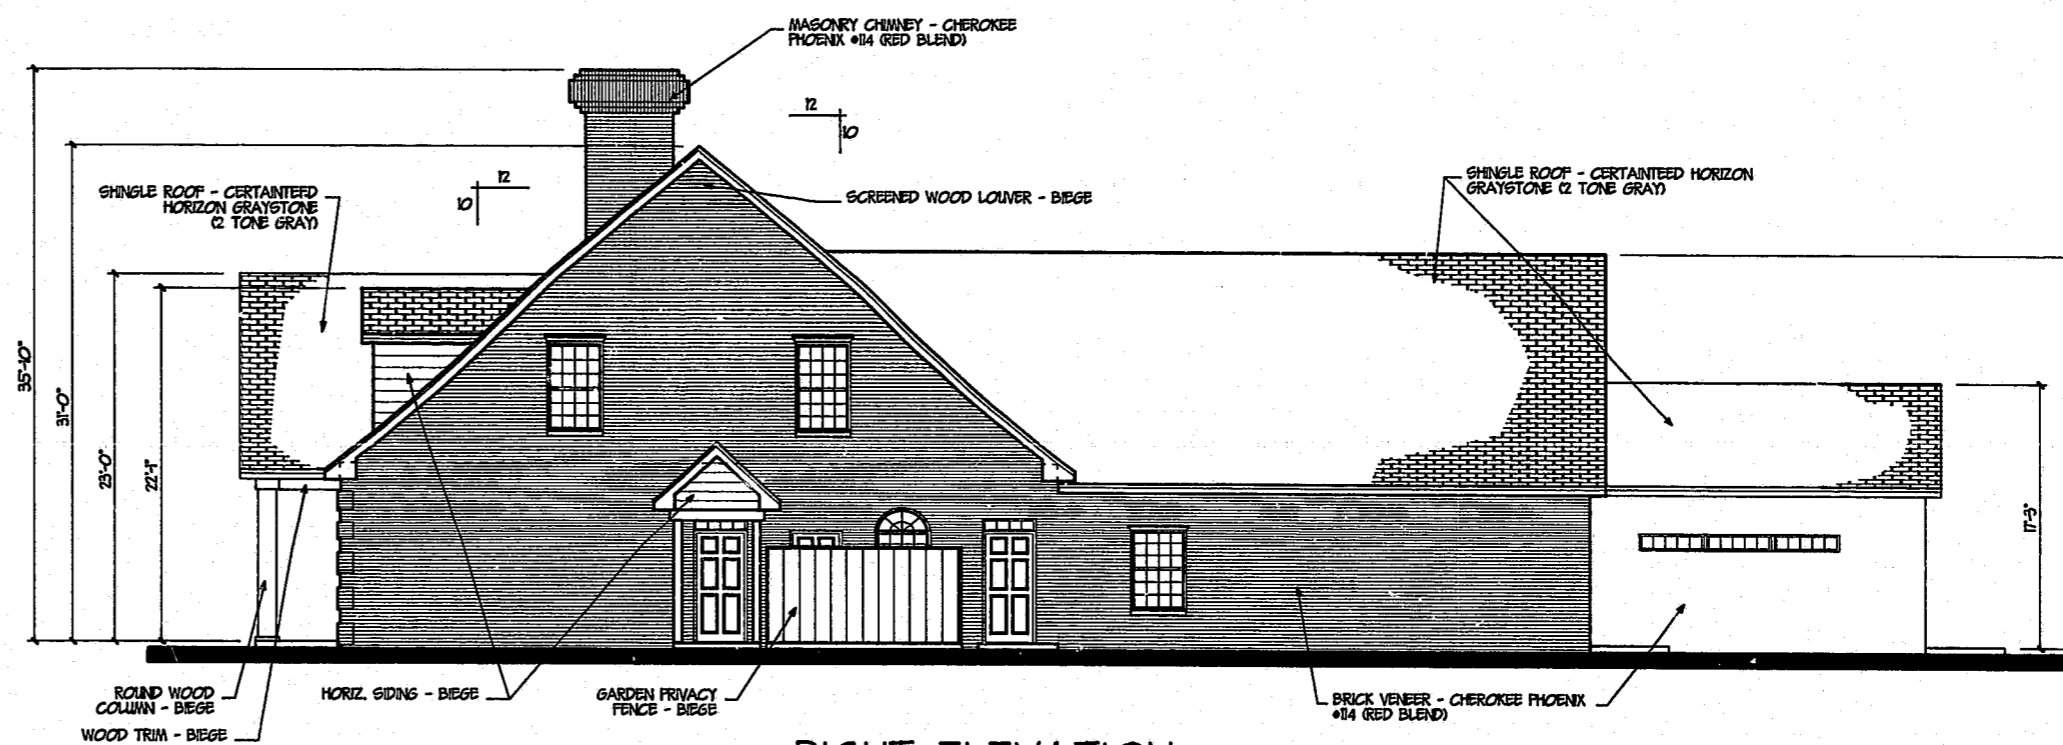 MASONRY CHIMNEY - CHEROKEE
PHOENIX #114 (RED BLEND)
12
10
12
10
SHINGLE ROOF - CERTAINTEED
HORIZON GRAYSTONE
(2 TONE GRAY)
SCREENED WOOD LOUVER - BIEGE
SHINGLE ROOF - CERTAINTEED HORIZON
GRAYSTONE (2 TONE GRAY)
35'-10"
31'-0"
23'-0"
22'-1"
17'-3"
ROUND WOOD
COLUMN - BIEGE
WOOD TRIM - BIEGE
HORIZ. SIDING - BIEGE
GARDEN PRIVACY
FENCE - BIEGE
BRICK VENEER - CHEROKEE PHOENIX
#114 (RED BLEND)
RIGHT ELEVATION